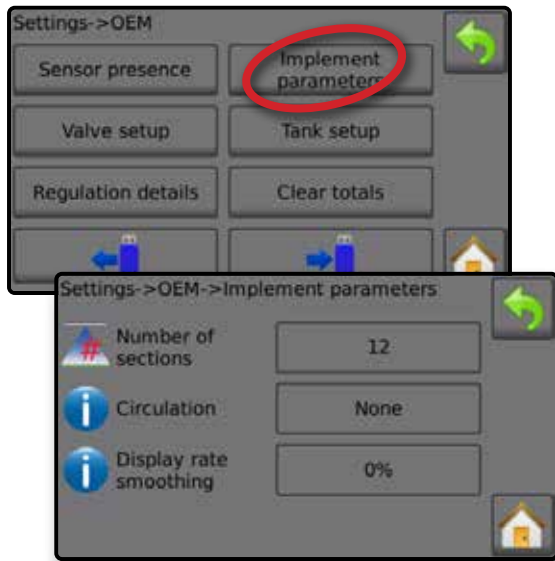 Settings->OEM
Sensor presence
Implement
parameters
Valve setup
Tank setup
Regulation details
Clear totals
Settings->OEM->Implement parameters
#
Number of
sections
12
Circulation
None
Display rate
smoothing
0%